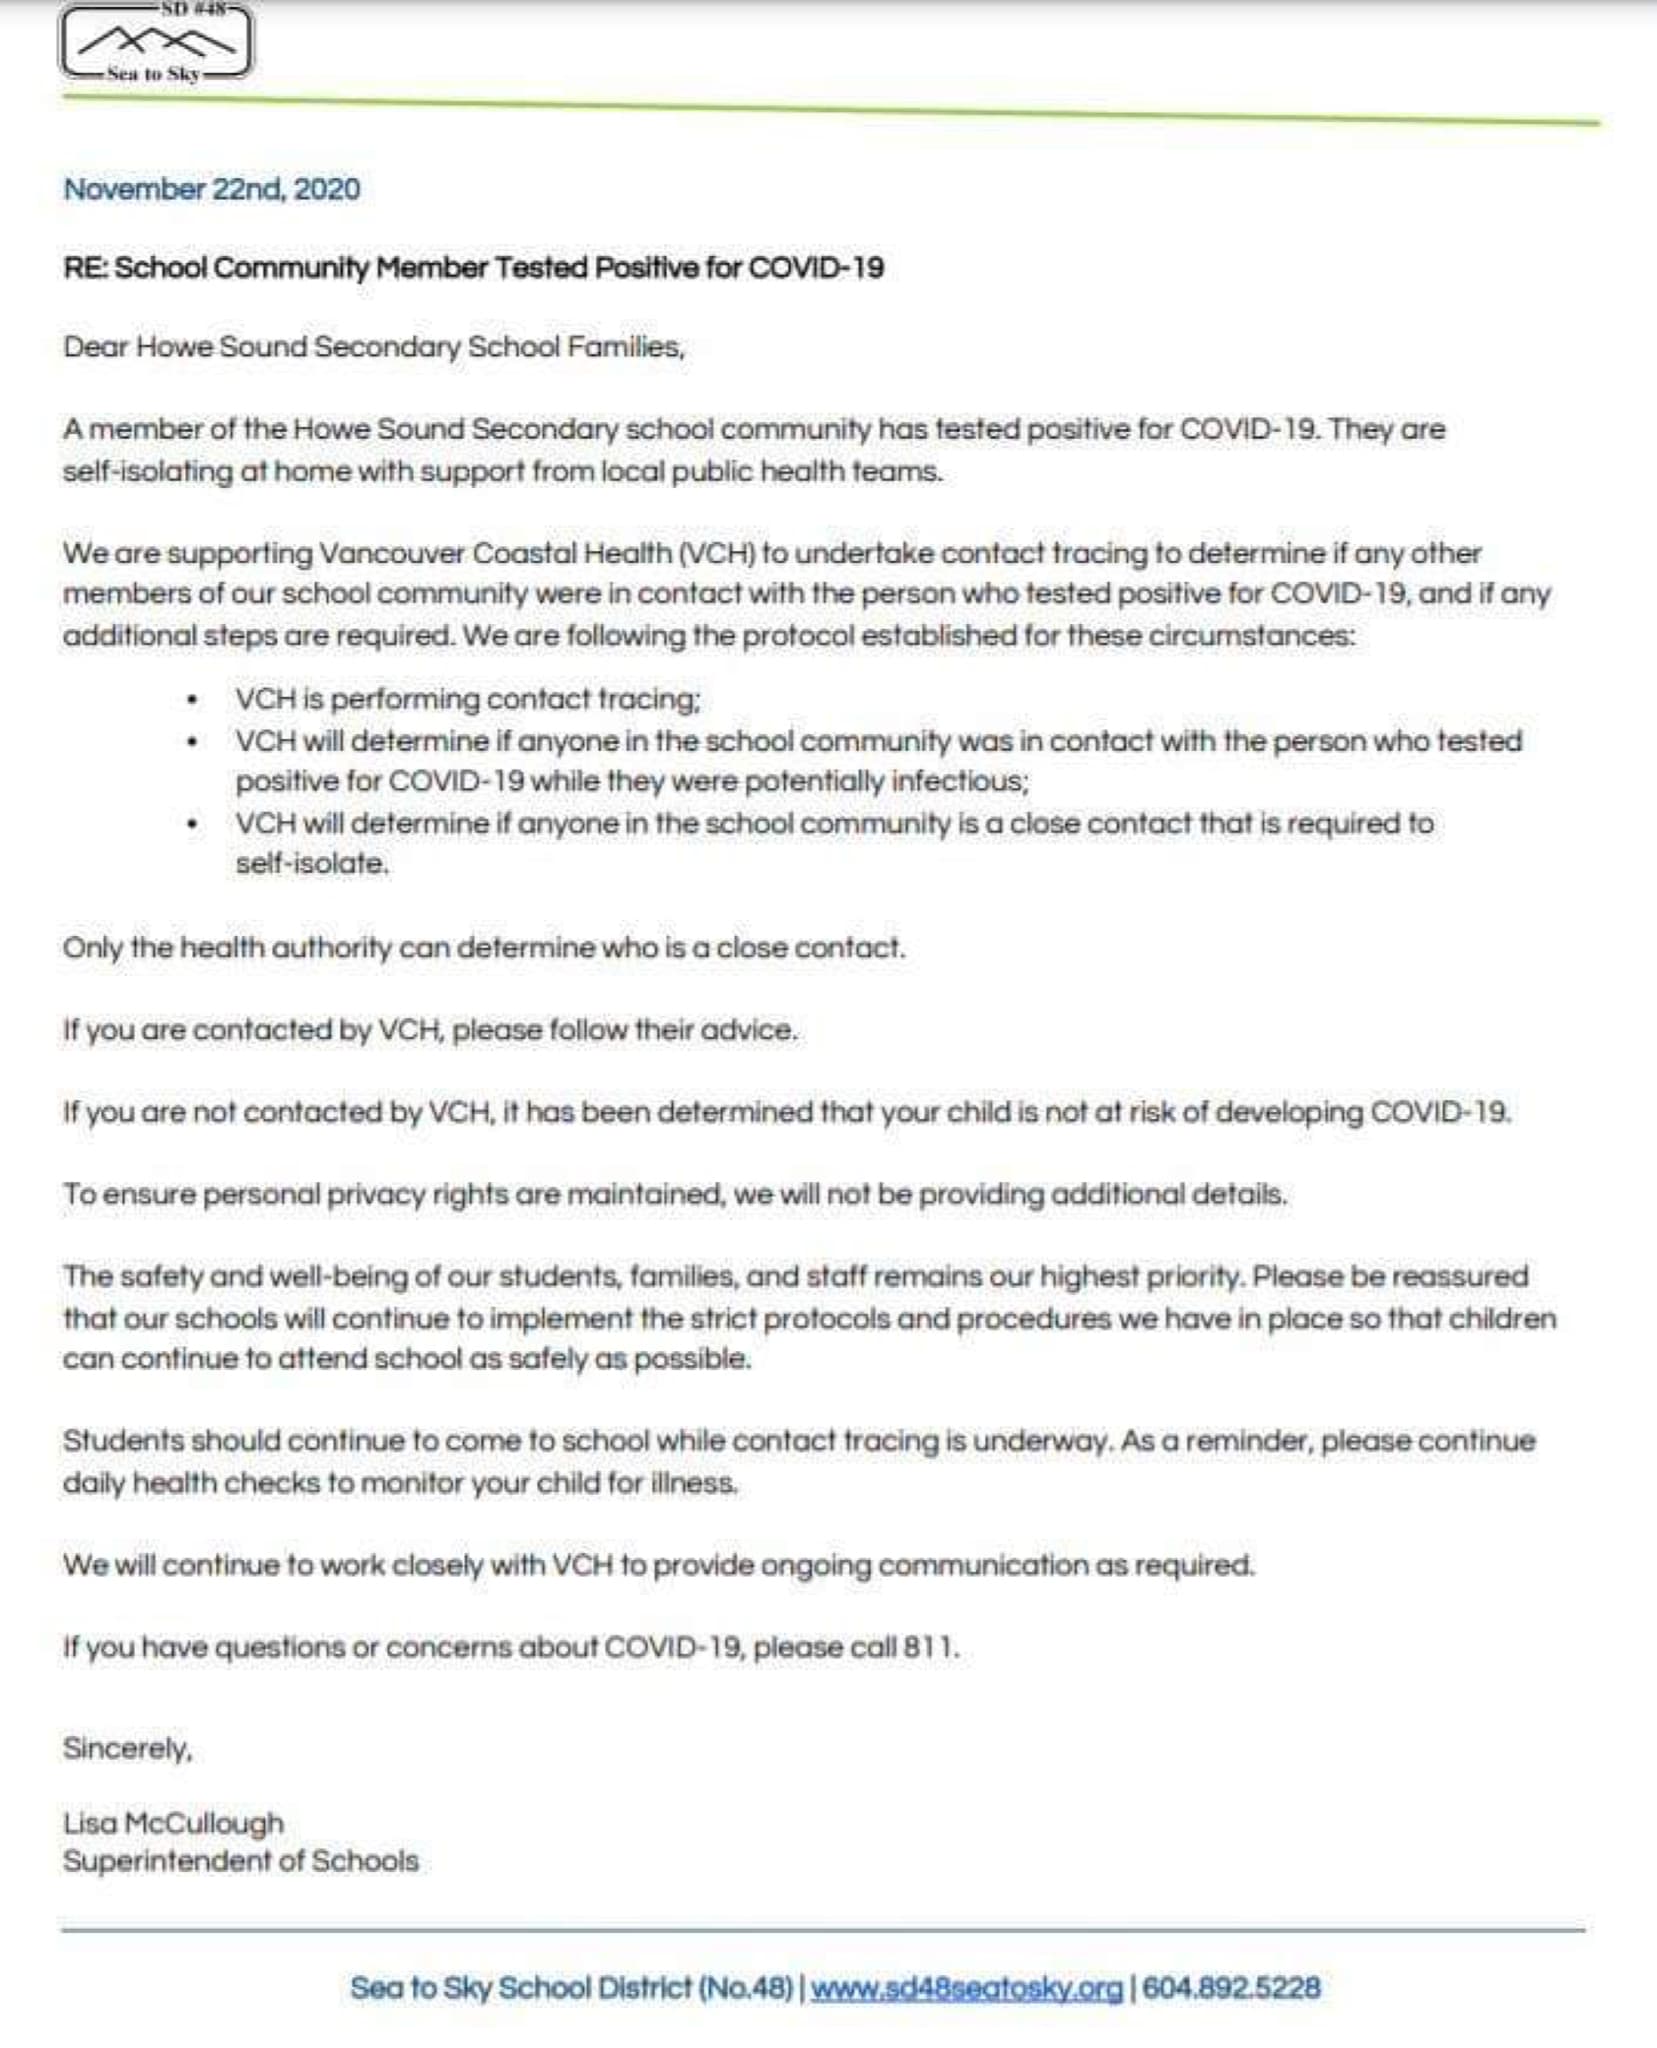 SD #48
Sea to Sky
November 22nd, 2020
RE: School Community Member Tested Positive for COVID-19
Dear Howe Sound Secondary School Families,
A member of the Howe Sound Secondary school community has tested positive for COVID-19. They are
self-isolating at home with support from local public health teams.
We are supporting Vancouver Coastal Health (VCH) to undertake contact tracing to determine if any other
members of our school community were in contact with the person who tested positive for COVID-19, and if any
additional steps are required. We are following the protocol established for these circumstances:
• VCH is performing contact tracing;
• VCH will determine if anyone in the school community was in contact with the person who tested
positive for COVID-19 while they were potentially infectious;
• VCH will determine if anyone in the school community is a close contact that is required to
self-isolate.
Only the health authority can determine who is a close contact.
If you are contacted by VCH, please follow their advice.
If you are not contacted by VCH, it has been determined that your child is not at risk of developing COVID-19.
To ensure personal privacy rights are maintained, we will not be providing additional details.
The safety and well-being of our students, families, and staff remains our highest priority. Please be reassured
that our schools will continue to implement the strict protocols and procedures we have in place so that children
can continue to attend school as safely as possible.
Students should continue to come to school while contact tracing is underway. As a reminder, please continue
daily health checks to monitor your child for illness.
We will continue to work closely with VCH to provide ongoing communication as required.
If you have questions or concerns about COVID-19, please call 811.
Sincerely,
Lisa McCullough
Superintendent of Schools
Sea to Sky School District (No.48) | www.sd48seatosky.org | 604.892.5228